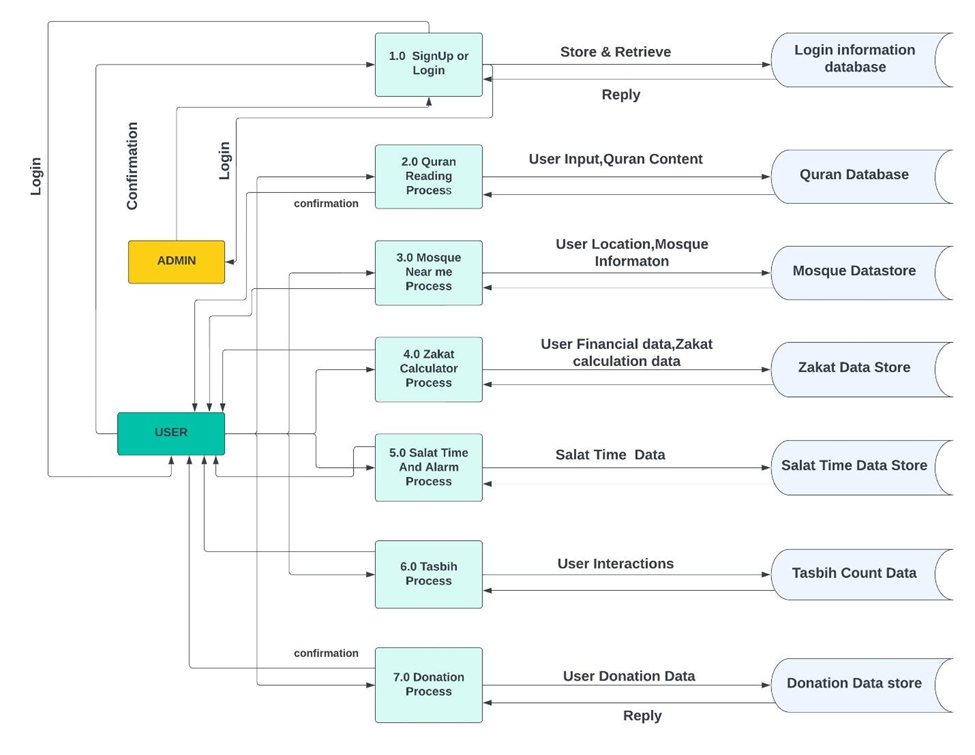 1.0 SignUp or
Login
Store & Retrieve
Reply
Login information
database
Login
Confirmation
Login
2.0 Quran
Reading
Process
confirmation
User Input,Quran Content
Quran Database
ADMIN
3.0 Mosque
Near me
Process
User Location,Mosque
Informaton
Mosque Datastore
4.0 Zakat
Calculator
Process
User Financial data,Zakat
calculation data
Zakat Data Store
USER
5.0 Salat Time
And Alarm
Process
Salat Time Data
Salat Time Data Store
6.0 Tasbih
Process
User Interactions
Tasbih Count Data
confirmation
7.0 Donation
Process
User Donation Data
Reply
Donation Data store